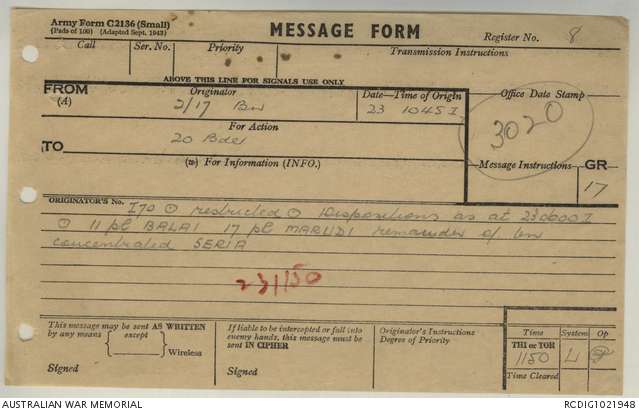 Army Form C2136 (Small)
(Pads of 100) (Adapted Sept. 1943)
MESSAGE FORM
Register No. 8
Call Ser. No. Priority Transmission Instructions
ABOVE THIS LINE FOR SIGNALS USE ONLY
FROM
(A)
Originator
2/17 Bn
Date—Time of Origin
23 1045 I
Office Date Stamp
3020
TO
For Action
20 Bde
(w) For Information (INFO.)
Message Instructions
GR
17
ORIGINATOR'S No.
I70 ⊙ restricted ⊙ Dispositions as at 230600 I
⊙ 11 pl BALAI 17 pl MARUDI remainder of bn
concentrated SERIA
231150
This message may be sent AS WRITTEN
by any means except
Wireless
Signed
If liable to be intercepted or fall into
enemy hands, this message must be
sent IN CIPHER
Signed
Originator's Instructions
Degree of Priority
Time System Op
THI or TOR
1150 L
Time Cleared
AUSTRALIAN WAR MEMORIAL
RCDIG1021948